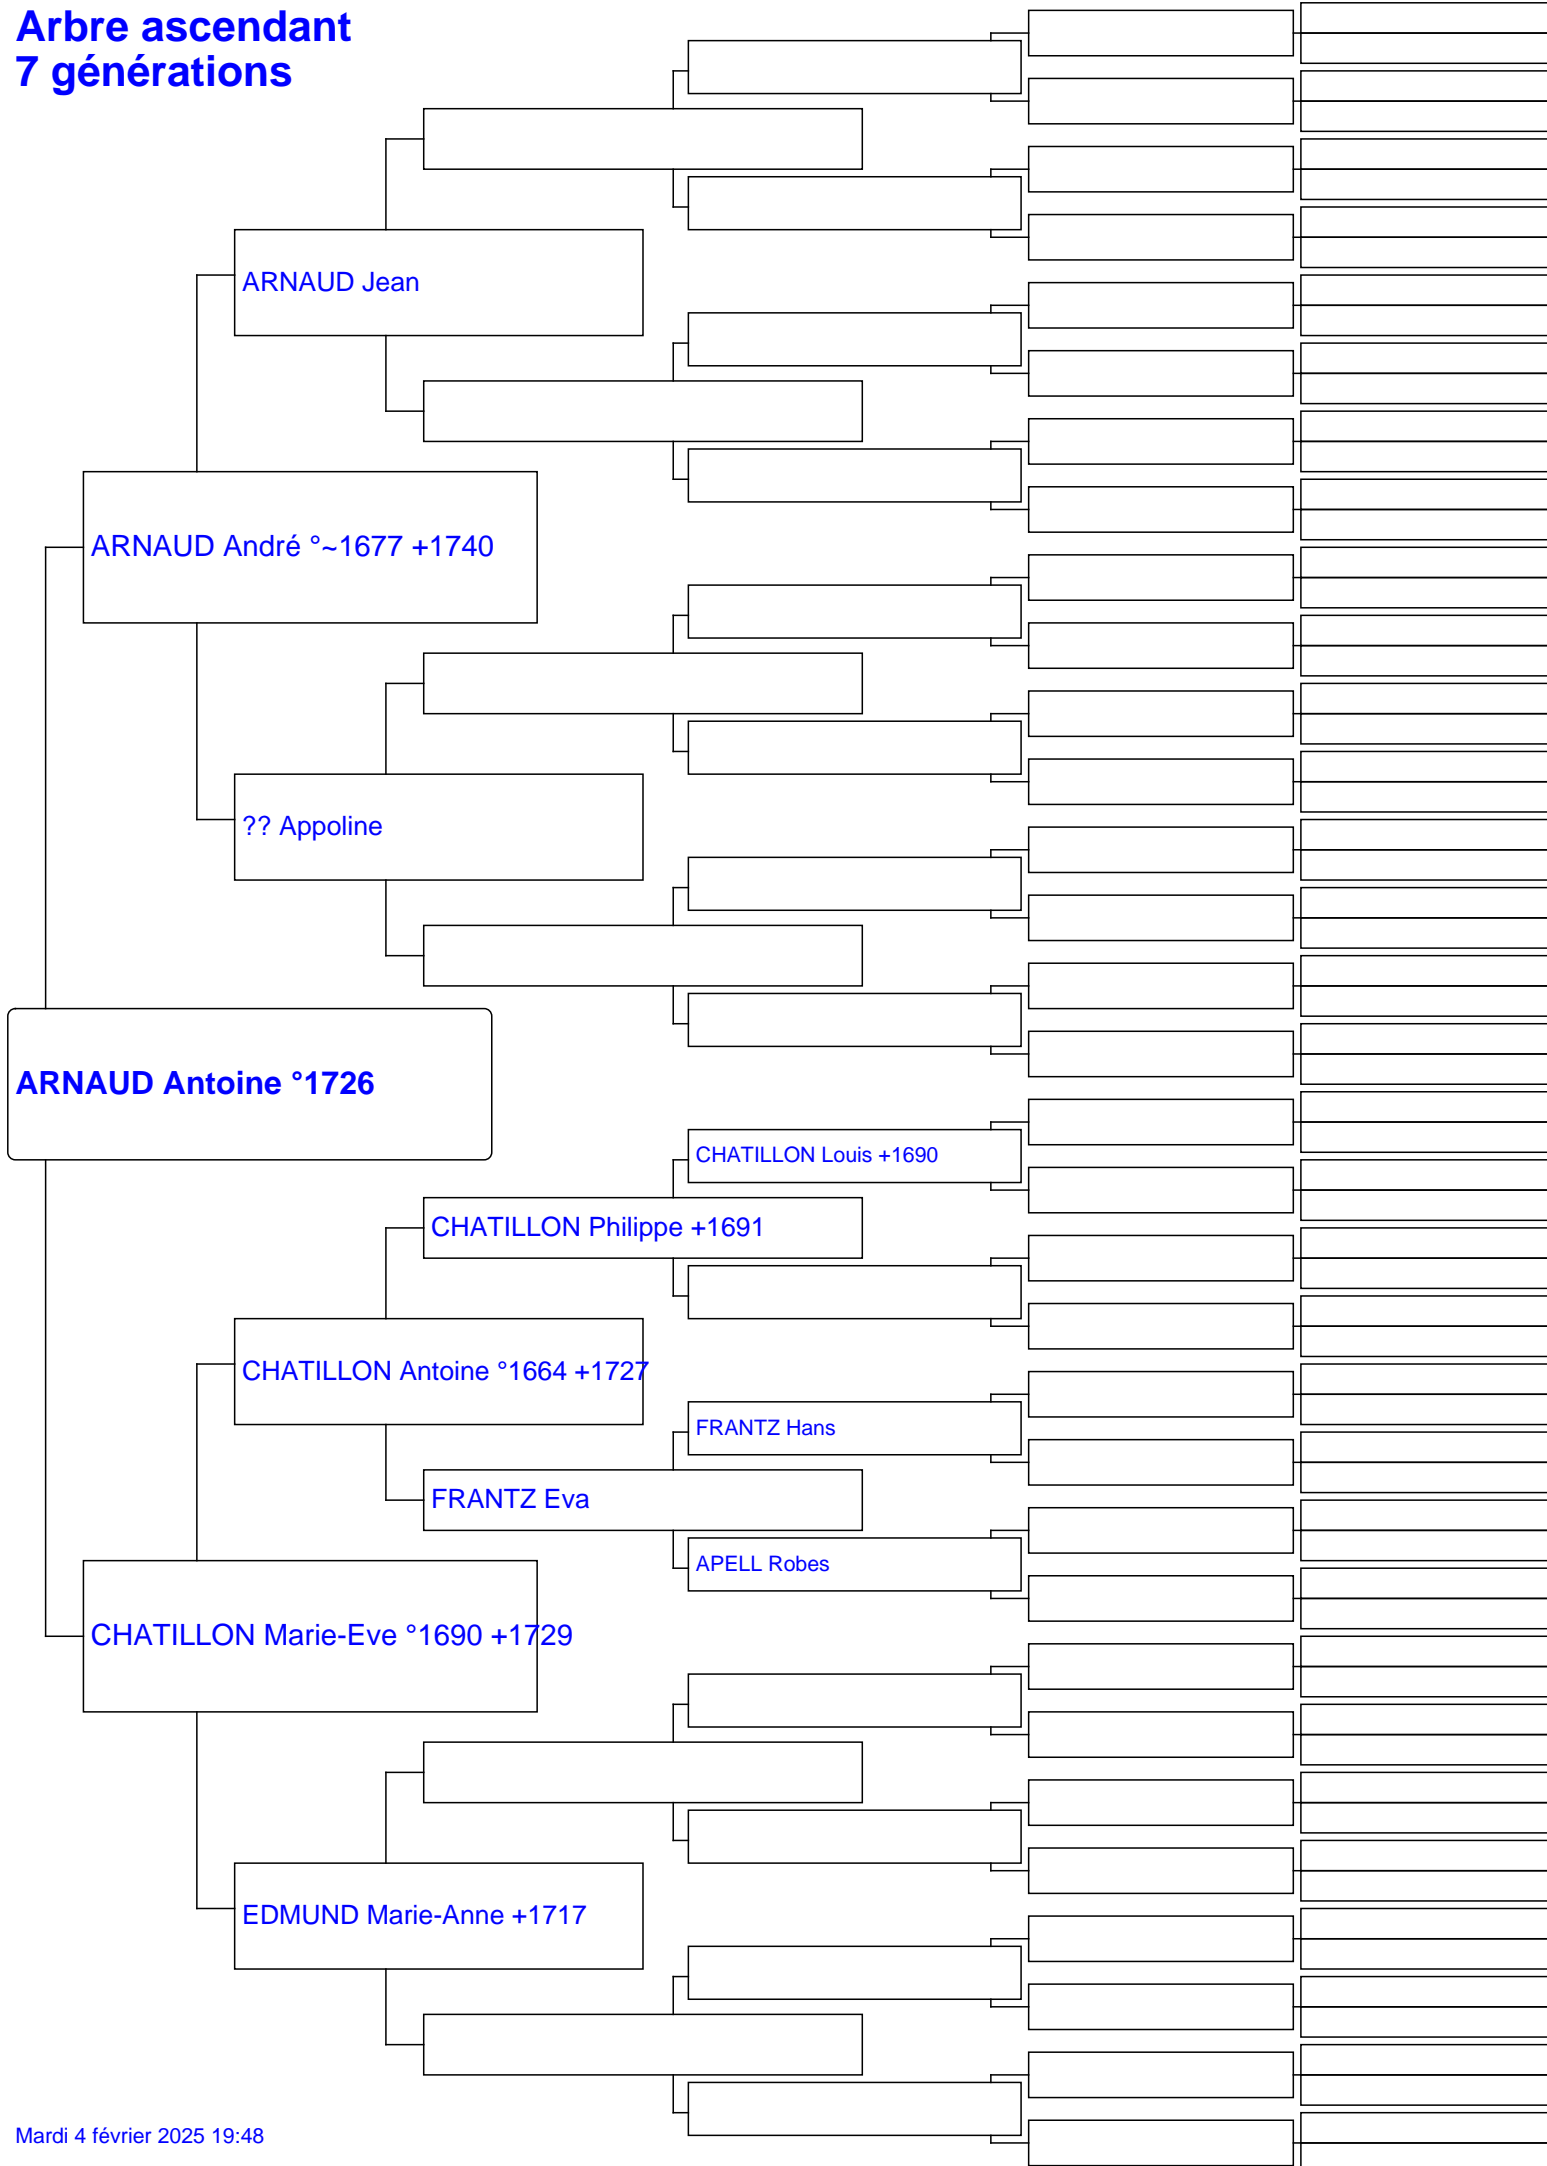 Arbre ascendant
7 générations
ARNAUD Jean
ARNAUD André °~1677 +1740
?? Appoline
ARNAUD Antoine °1726
CHATILLON Louis +1690
CHATILLON Philippe +1691
CHATILLON Antoine °1664 +1727
FRANTZ Hans
FRANTZ Eva
APELL Robes
CHATILLON Marie-Eve °1690 +1729
EDMUND Marie-Anne +1717
Mardi 4 février 2025 19:48